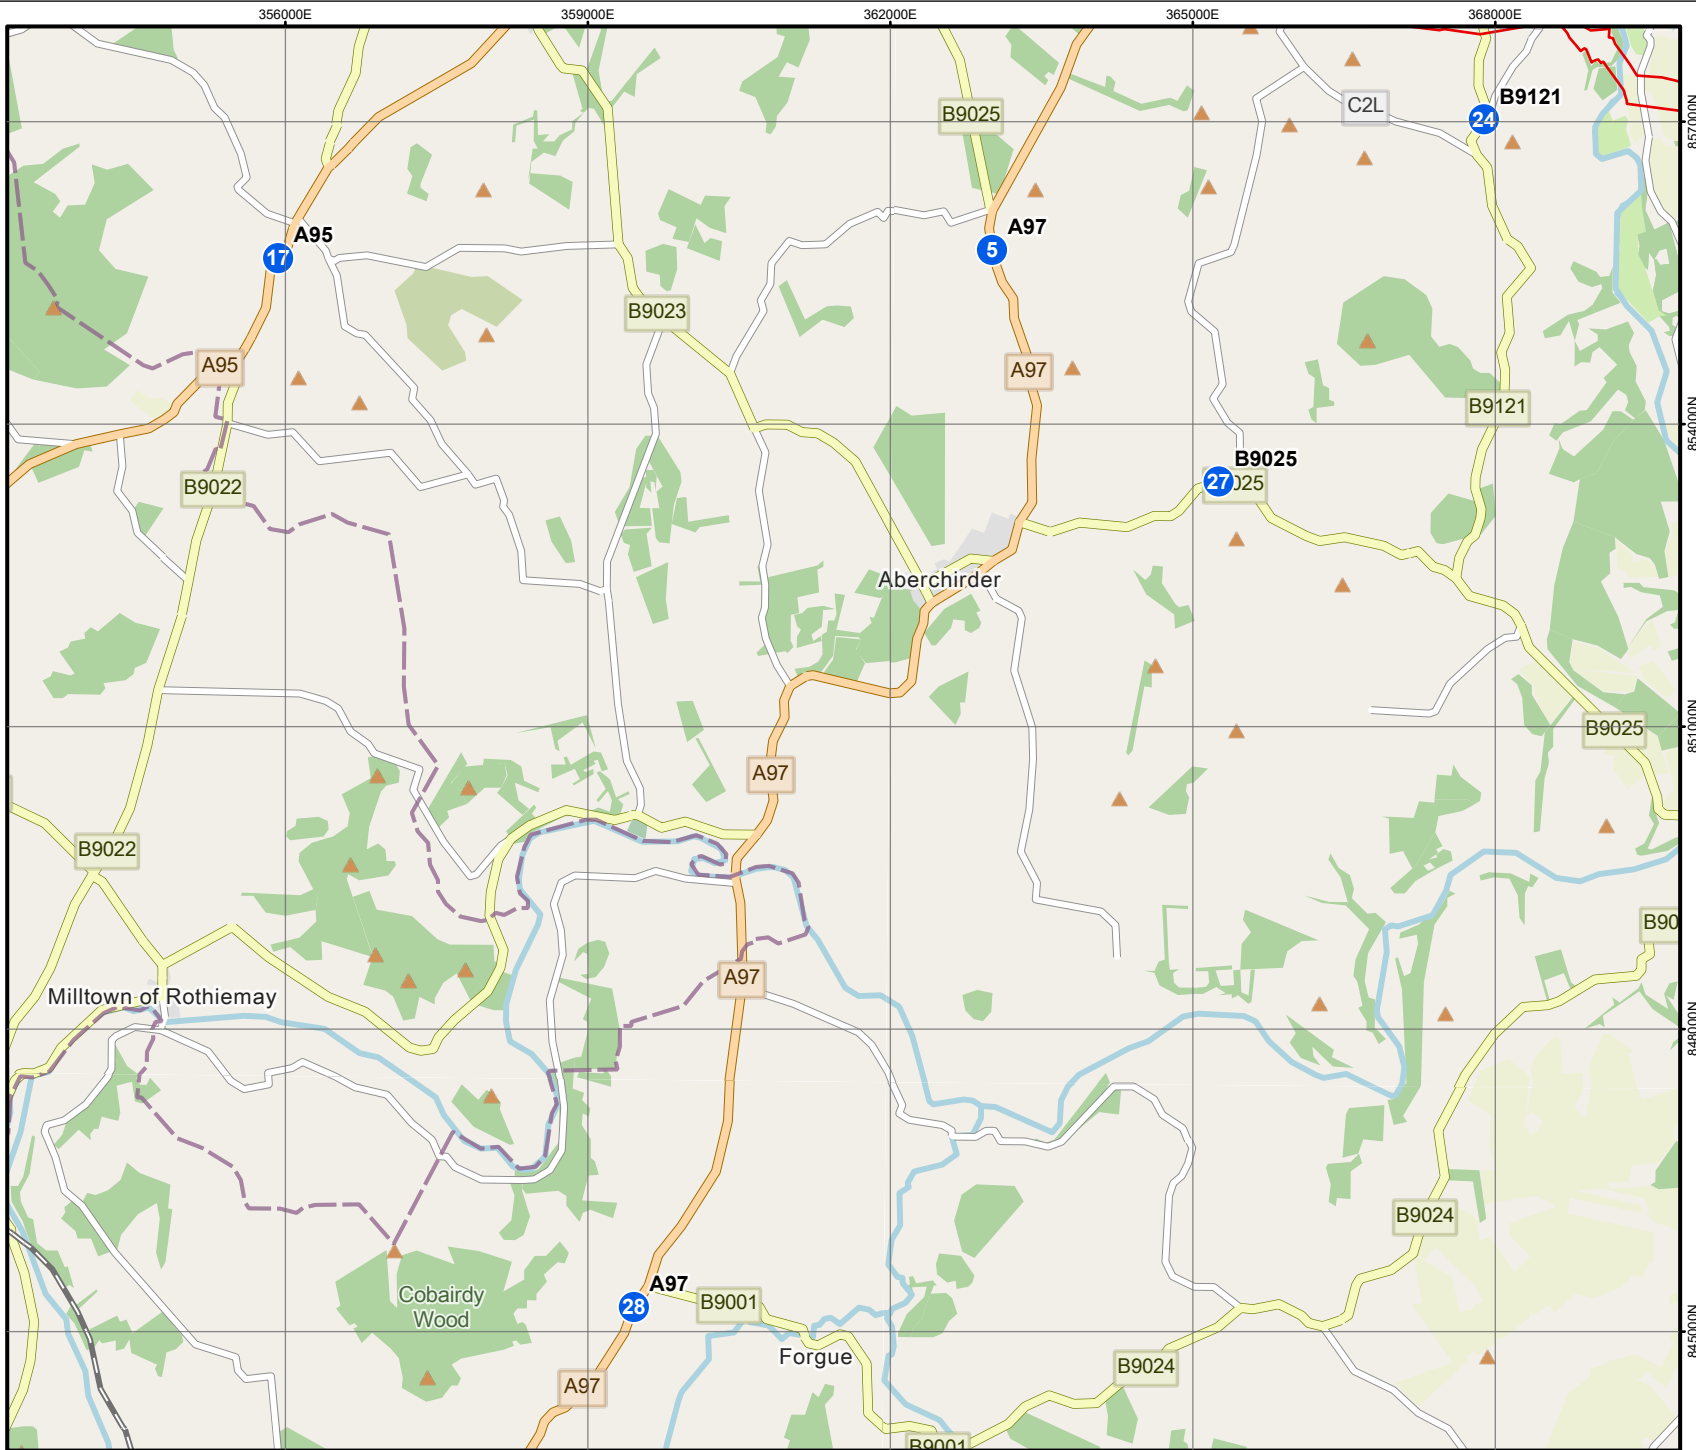 356000E 359000E 362000E 365000E 368000E
B9121
C2L
24
B9025
857000N
A97
5
A95
17
B9023
A95
A97
B9121
854000N
B9025
27
025
B9022
Aberchirder
B9025
851000N
A97
B9022
B90
A97
Milltown of Rothiemay
848000N
B9024
A97
28
Cobairdy
Wood
B9001
845000N
Forgue
B9024
A97
B9001